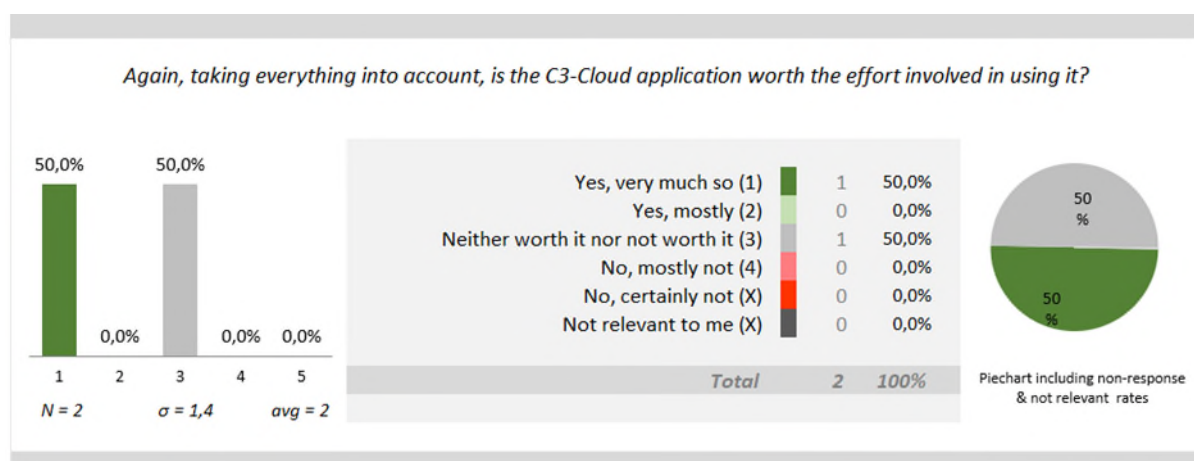 Again, taking everything into account, is the C3-Cloud application worth the effort involved in using it?
50,0% 0,0% 50,0% 0,0% 0,0%
1 2 3 4 5
N = 2 σ = 1,4 avg = 2
Yes, very much so (1) 1 50,0%
Yes, mostly (2) 0 0,0%
Neither worth it nor not worth it (3) 1 50,0%
No, mostly not (4) 0 0,0%
No, certainly not (X) 0 0,0%
Not relevant to me (X) 0 0,0%
Total 2 100%
50
%
50
%
Piechart including non-response
& not relevant rates